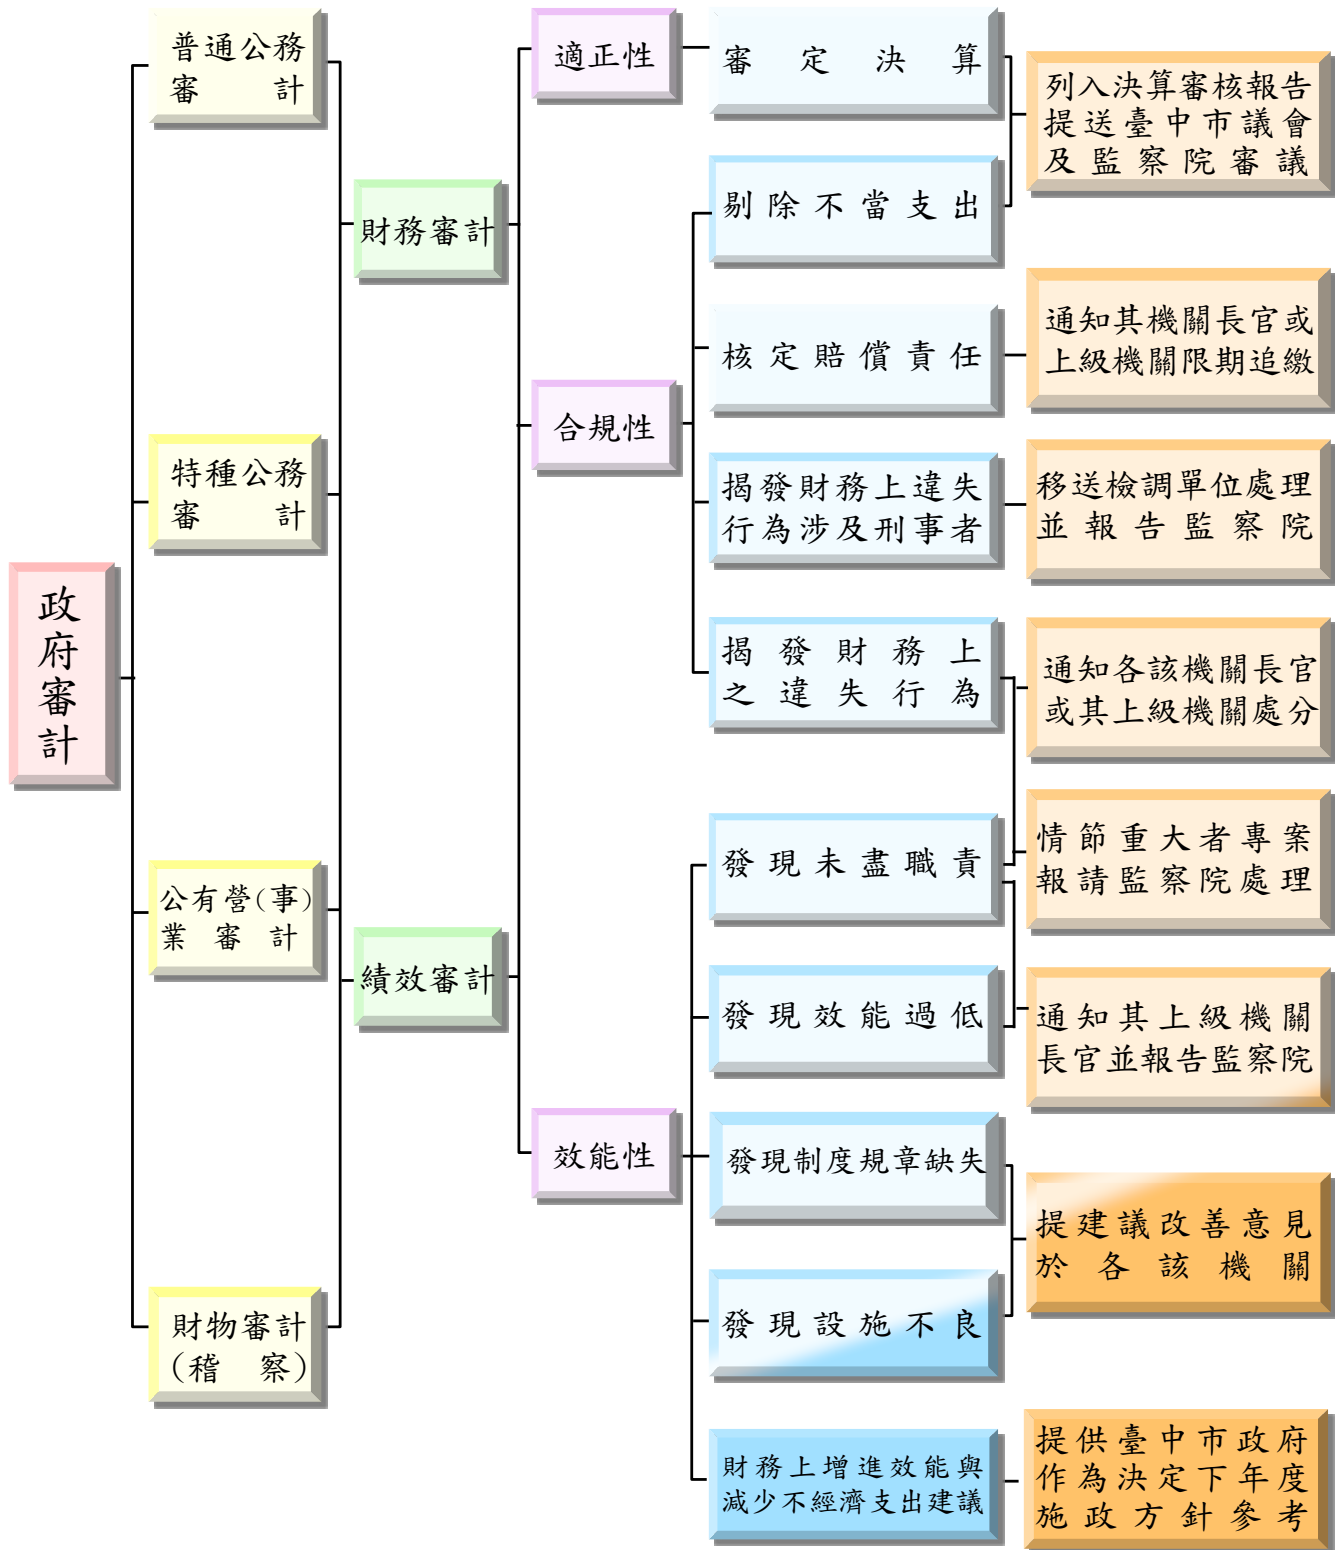 政府審計
普通公務
審計
特種公務
審計
公有營(事)
業審計
財物審計
(稽察)
財務審計
績效審計
適正性
合規性
效能性
審定決算
剔除不當支出
核定賠償責任
揭發財務上違失
行為涉及刑事者
揭發財務上
之違失行為
發現未盡職責
發現效能過低
發現制度規章缺失
發現設施不良
財務上增進效能與
減少不經濟支出建議
列入決算審核報告
提送臺中市議會
及監察院審議
通知其機關長官或
上級機關限期追繳
移送檢調單位處理
並報告監察院
通知各該機關長官
或其上級機關處分
情節重大者專案
報請監察院處理
通知其上級機關
長官並報告監察院
提建議改善意見
於各該機關
提供臺中市政府
作為決定下年度
施政方針參考